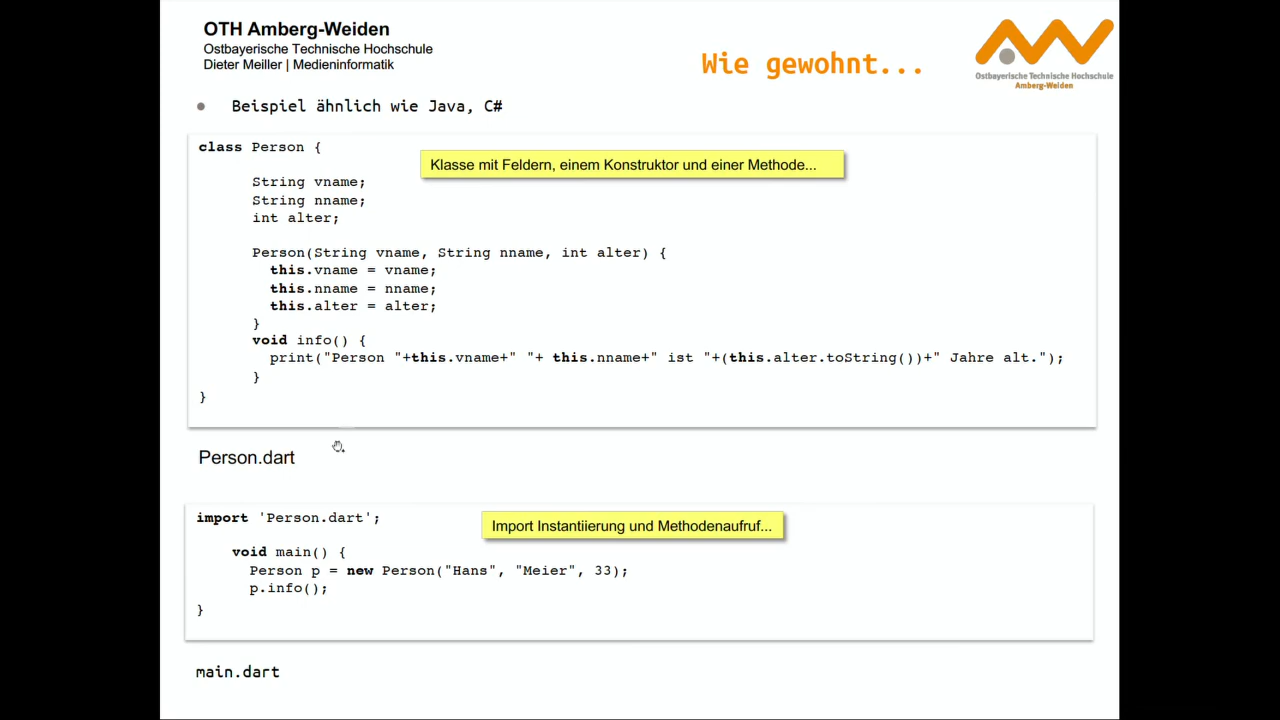 OTH Amberg-Weiden
Ostbayerische Technische Hochschule
Dieter Meiller | Medieninformatik
Wie gewohnt...
Ostbayerische Technische Hochschule
Amberg-Weiden
Beispiel ähnlich wie Java, C#
class Person {
Klasse mit Feldern, einem Konstruktor und einer Methode...
String vname;
String nname;
int alter;
Person(String vname, String nname, int alter) {
this.vname = vname;
this.nname = nname;
this.alter = alter;
}
void info() {
print("Person "+this.vname+" "+ this.nname+" ist "+(this.alter.toString())+" Jahre alt.");
}
}
Person.dart
import 'Person.dart';
Import Instantiierung und Methodenaufruf...
void main() {
Person p = new Person("Hans", "Meier", 33);
p.info();
}
main.dart